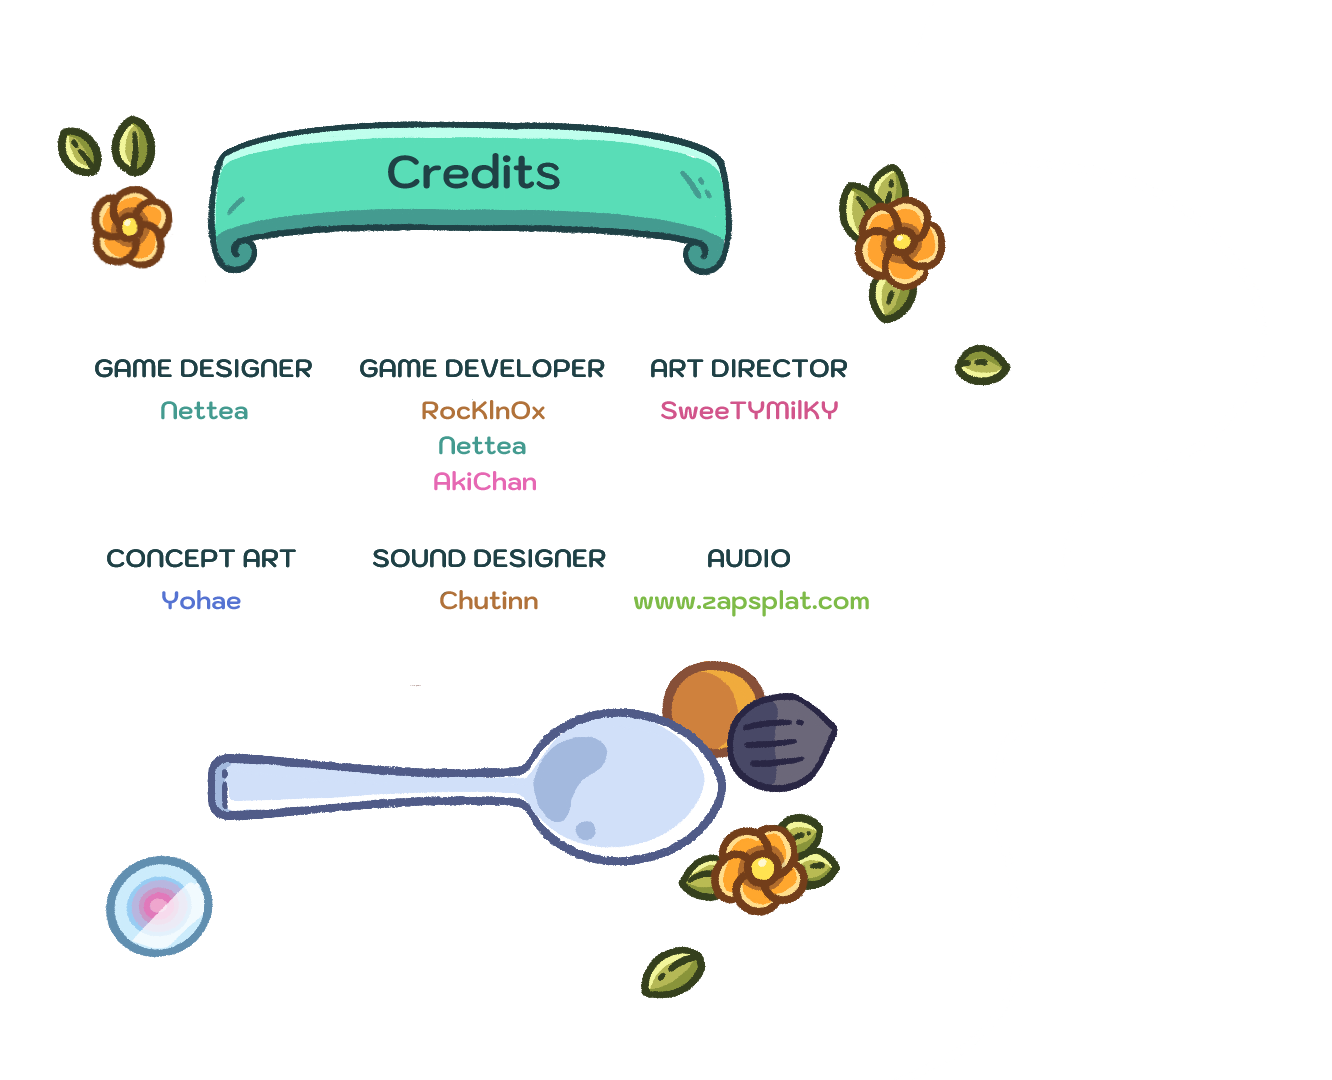 Credits
GAME DESIGNER
Nettea
GAME DEVELOPER
RocKInOx
Nettea
AkiChan
ART DIRECTOR
SweeTYMilKY
CONCEPT ART
Yohae
SOUND DESIGNER
Chutinn
AUDIO
www.zapsplat.com